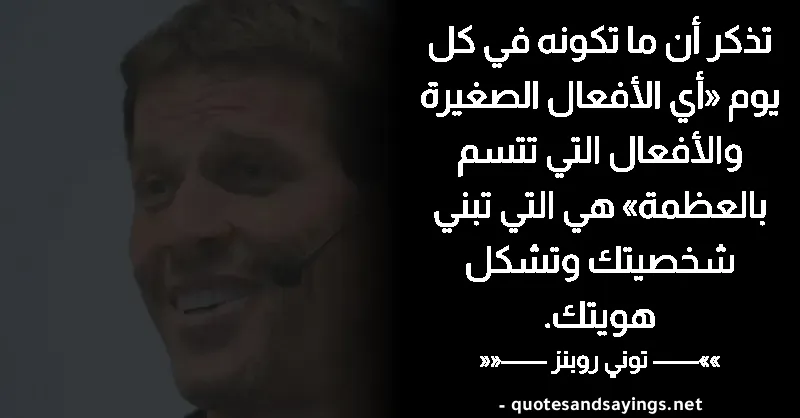 تذكر أن ما تكونه في كل
يوم «أي الأفعال الصغيرة
والأفعال التي تتسم
بالعظمة» هي التي تبني
شخصيتك وتشكل
هويتك.
»»—— توني روبنز ——««
- quotesandsayings.net